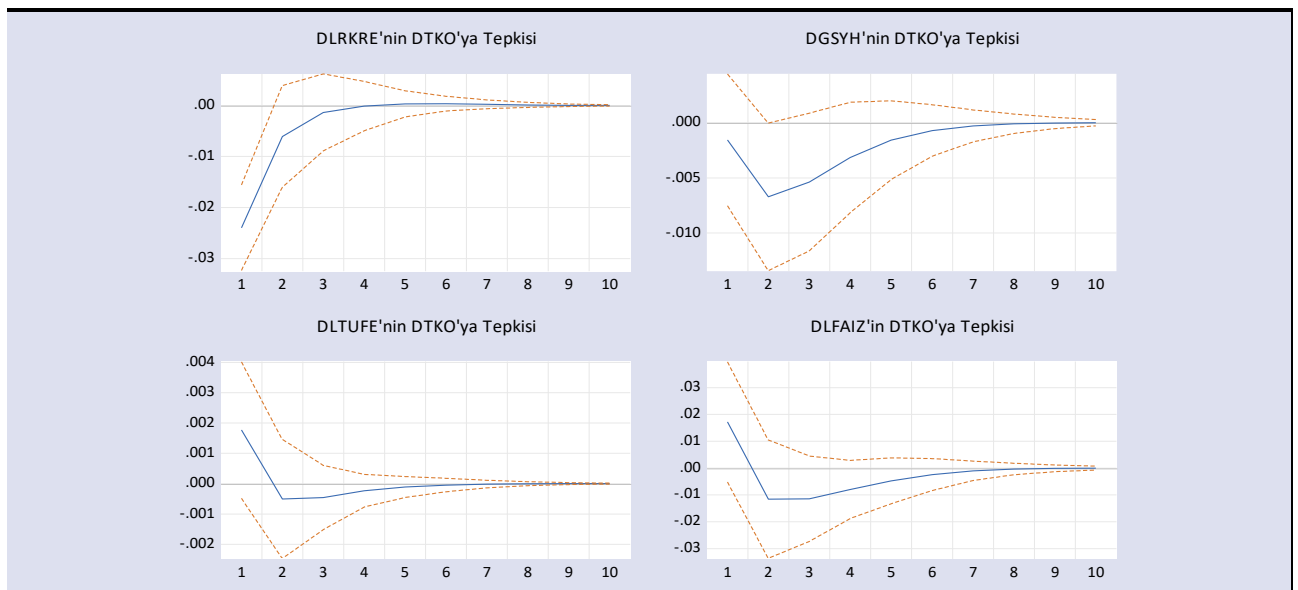 DLRKRE'nin DTKO'ya Tepkisi
.00
-.01
-.02
-.03
1 2 3 4 5 6 7 8 9 10
DGSYH'nin DTKO'ya Tepkisi
.000
-.005
-.010
1 2 3 4 5 6 7 8 9 10
DLTUFE'nin DTKO'ya Tepkisi
.004
.003
.002
.001
.000
-.001
-.002
1 2 3 4 5 6 7 8 9 10
DLFAIZ'in DTKO'ya Tepkisi
.03
.02
.01
.00
-.01
-.02
-.03
1 2 3 4 5 6 7 8 9 10